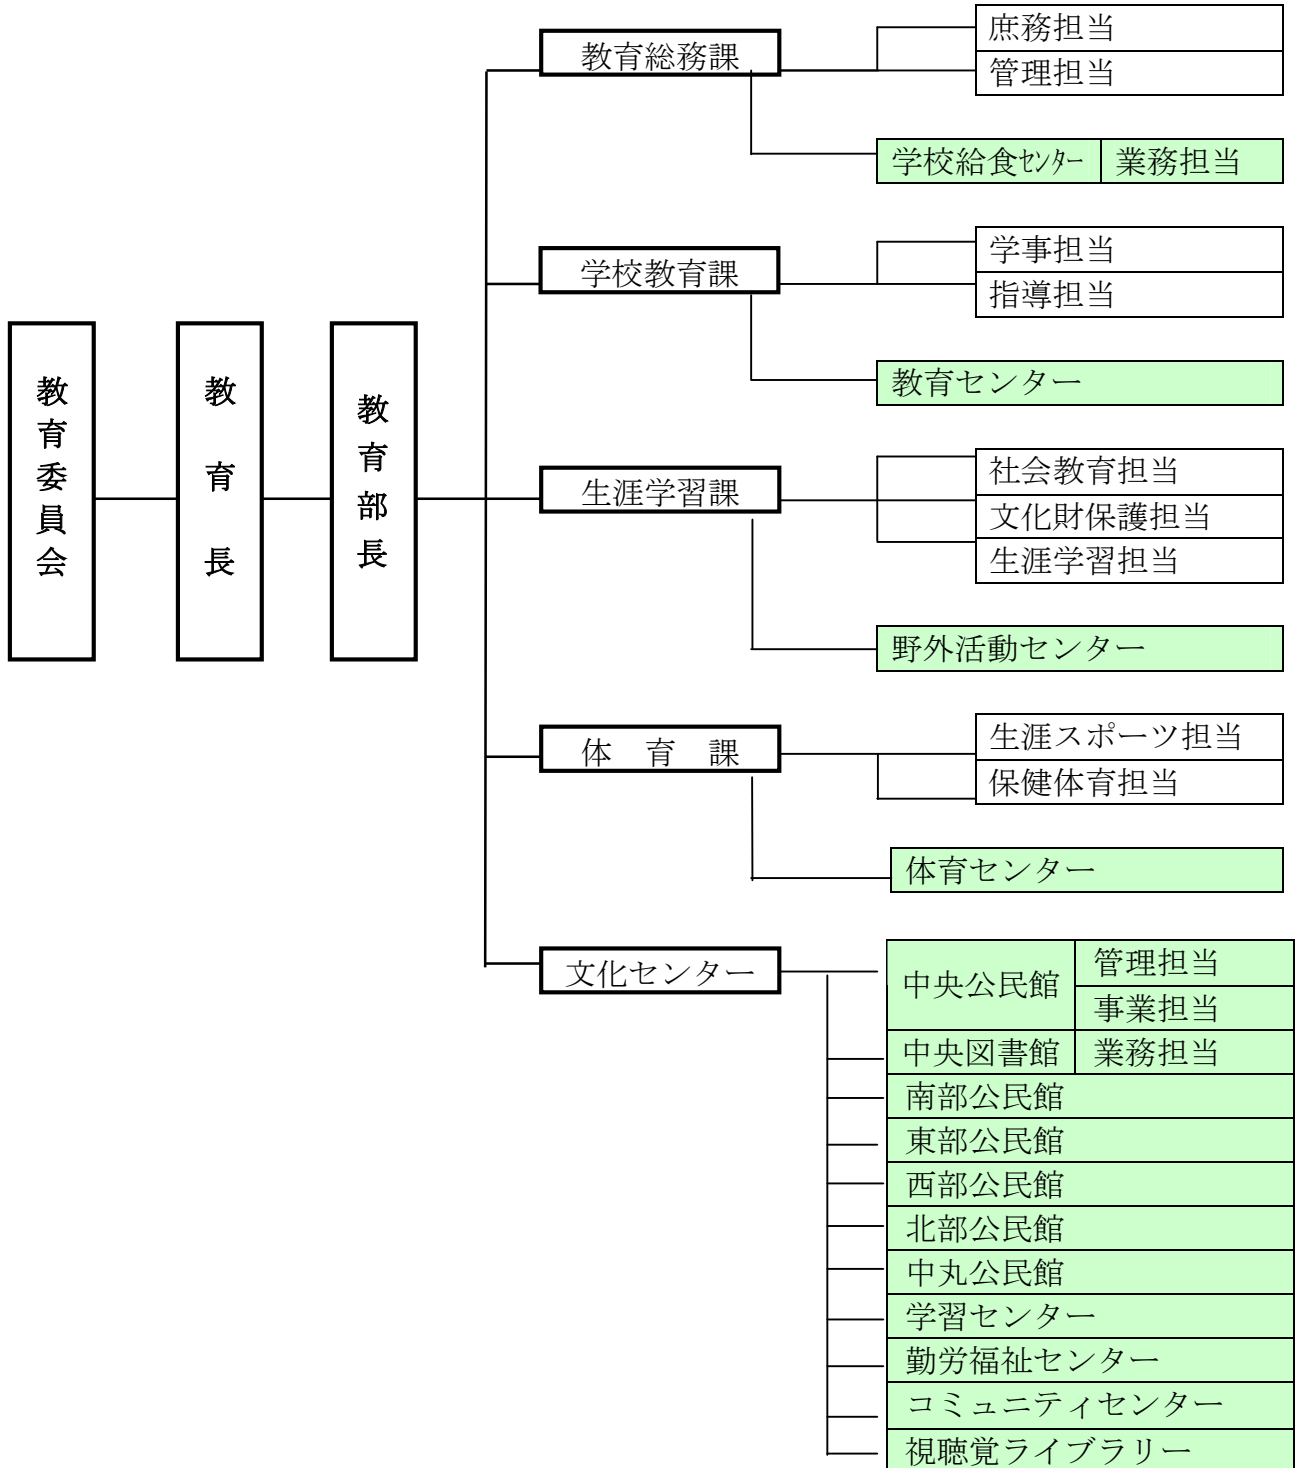 教育委員会
教育長
教育部長
教育総務課
庶務担当
管理担当
学校給食センター 業務担当
学校教育課
学事担当
指導担当
教育センター
生涯学習課
社会教育担当
文化財保護担当
生涯学習担当
野外活動センター
体　育　課
生涯スポーツ担当
保健体育担当
体育センター
文化センター
中央公民館
管理担当
事業担当
中央図書館 業務担当
南部公民館
東部公民館
西部公民館
北部公民館
中丸公民館
学習センター
勤労福祉センター
コミュニティセンター
視聴覚ライブラリー